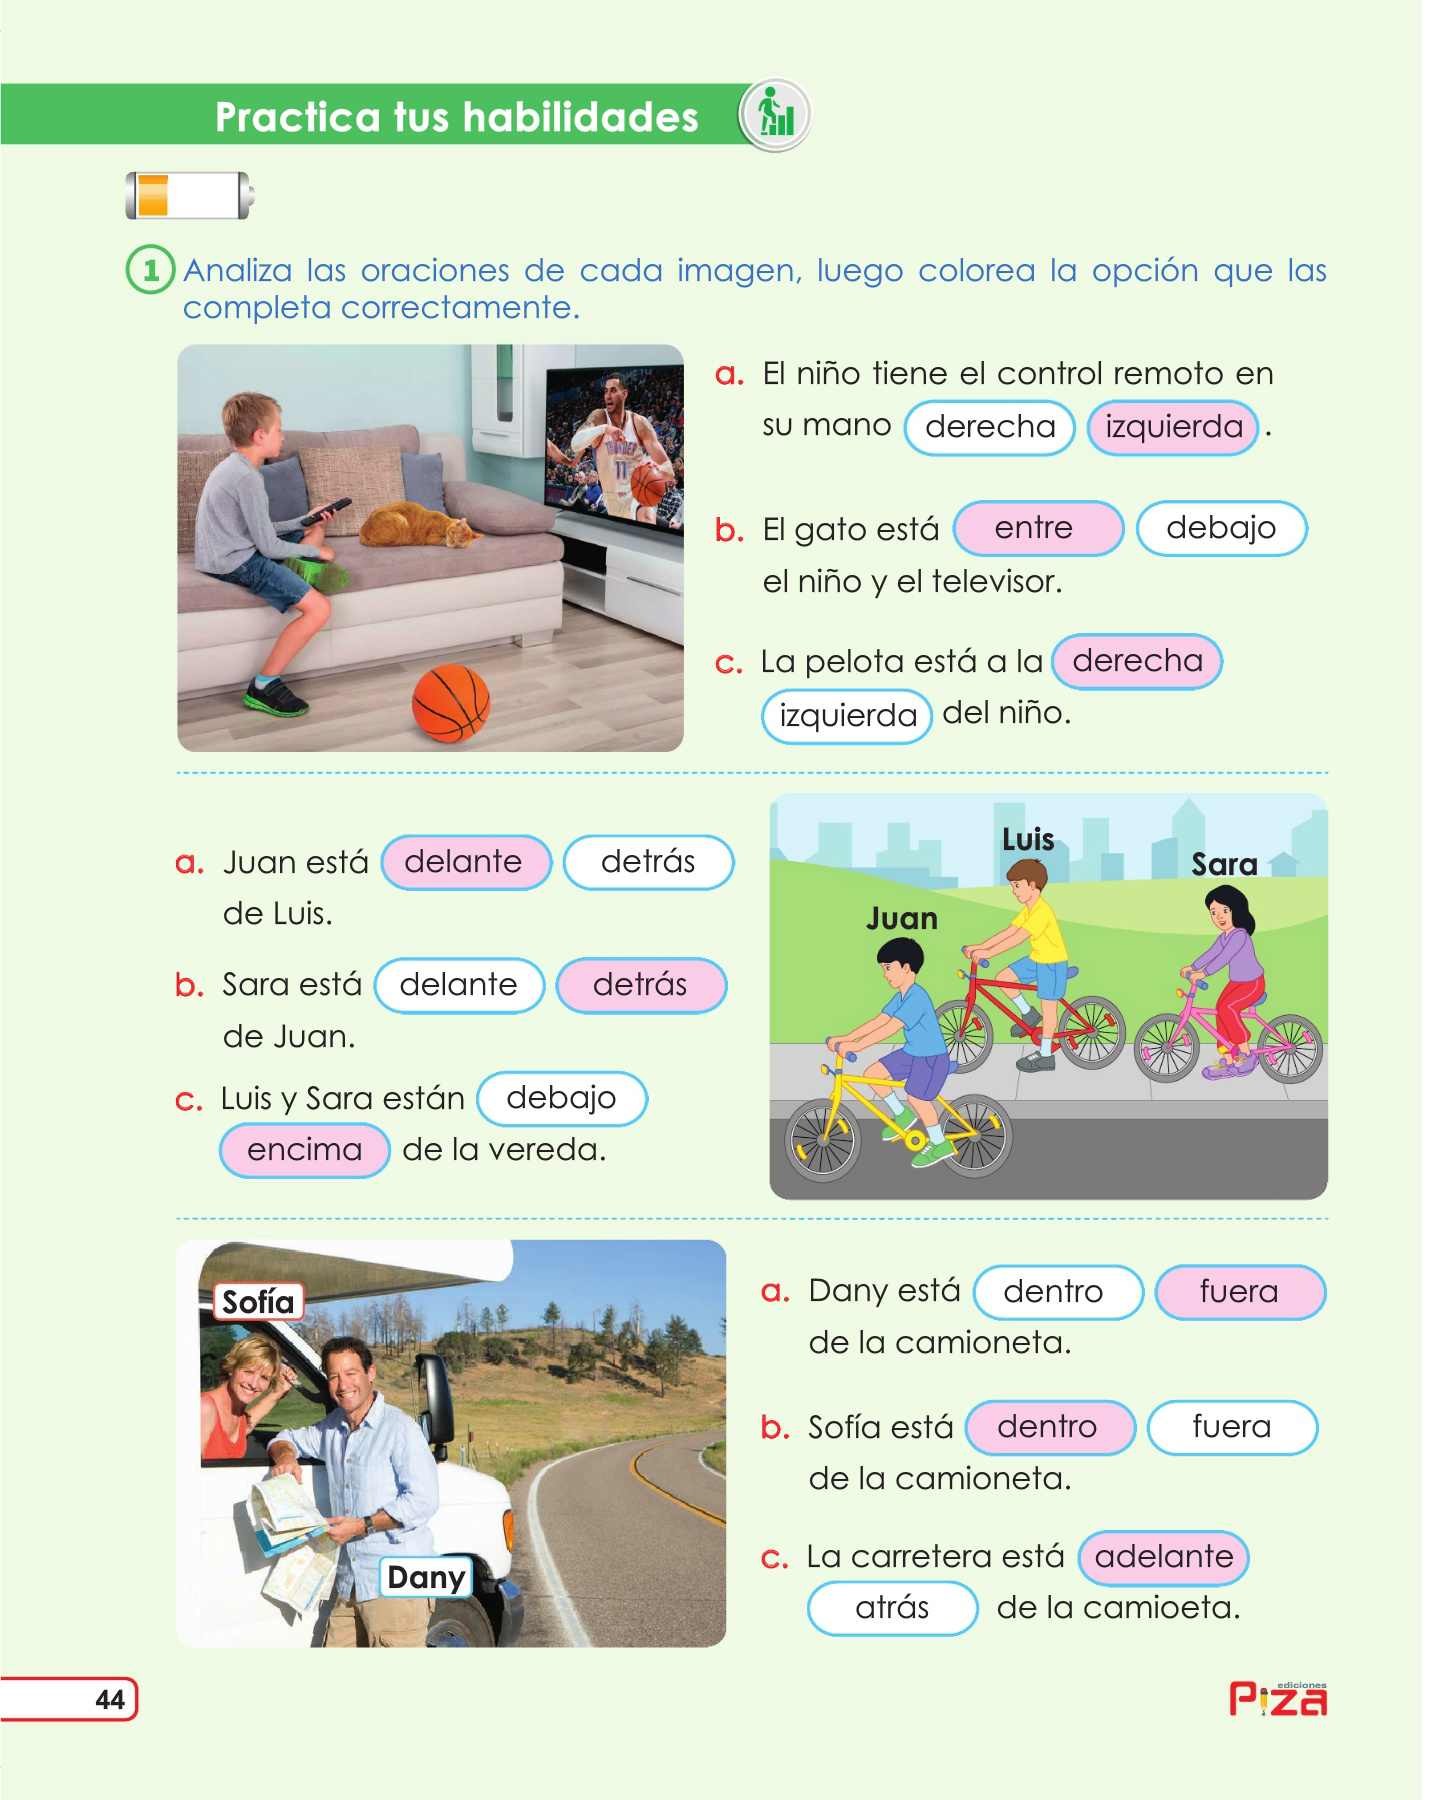 Practica tus habilidades
1 Analiza las oraciones de cada imagen, luego colorea la opción que las
completa correctamente.
a. El niño tiene el control remoto en
su mano derecha izquierda .
b. El gato está entre debajo
el niño y el televisor.
c. La pelota está a la derecha
izquierda del niño.
THUNDER
11
a. Juan está delante detrás
de Luis.
b. Sara está delante detrás
de Juan.
c. Luis y Sara están debajo
encima de la vereda.
Luis
Sara
Juan
Sofía
Dany
a. Dany está dentro fuera
de la camioneta.
b. Sofía está dentro fuera
de la camioneta.
c. La carretera está adelante
atrás de la camioeta.
44
ediciones
Piza